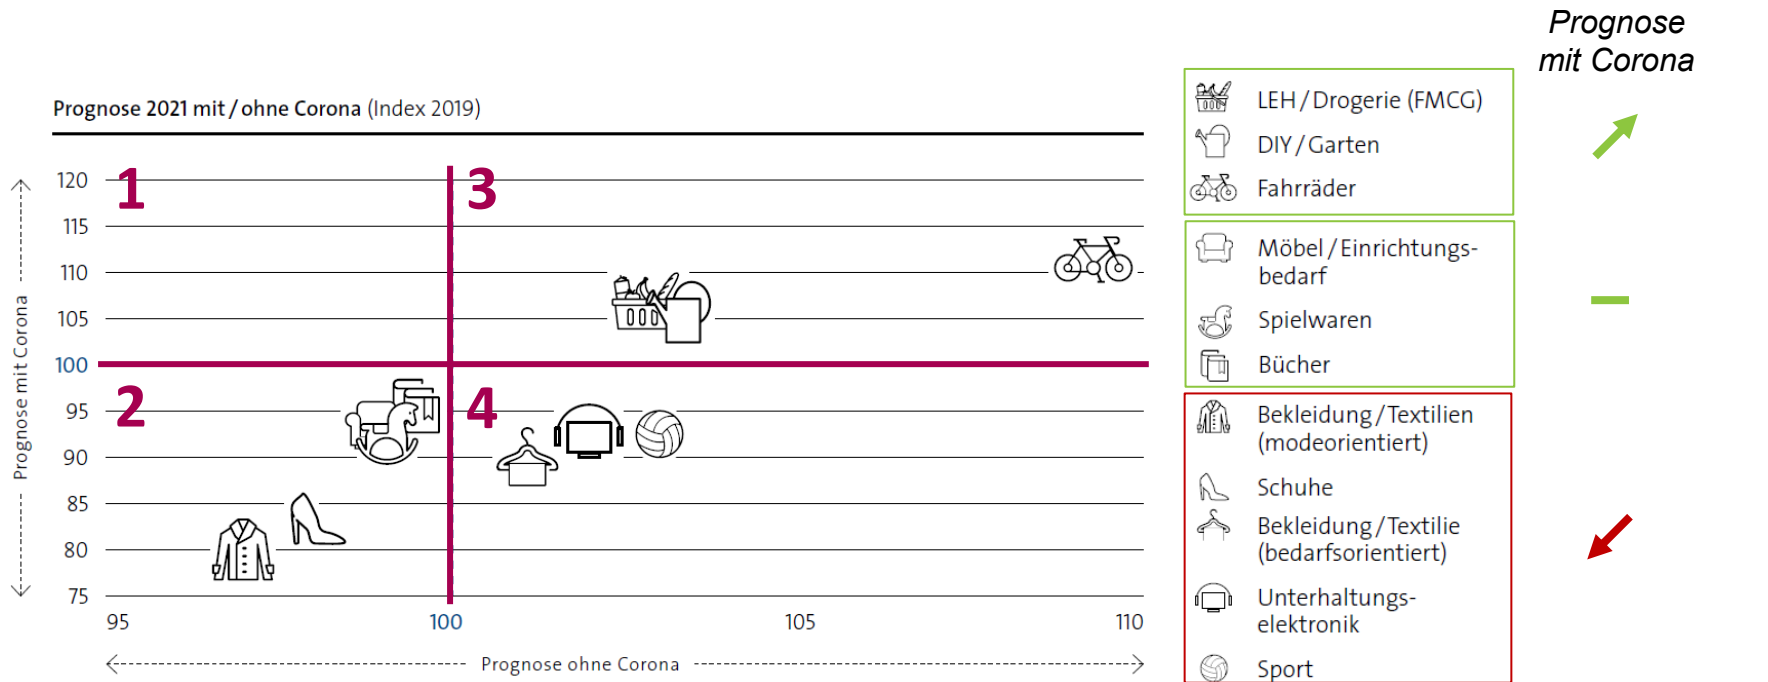 Prognose
mit Corona
Prognose 2021 mit / ohne Corona (Index 2019)
1
3
2
4
120
115
110
105
100
95
90
85
80
75
Prognose mit Corona
95
100
105
110
Prognose ohne Corona
LEH / Drogerie (FMCG)
DIY / Garten
Fahrräder
Möbel / Einrichtungs-
bedarf
Spielwaren
Bücher
Bekleidung / Textilien
(modeorientiert)
Schuhe
Bekleidung / Textilie
(bedarfsorientiert)
Unterhaltungs-
elektronik
Sport